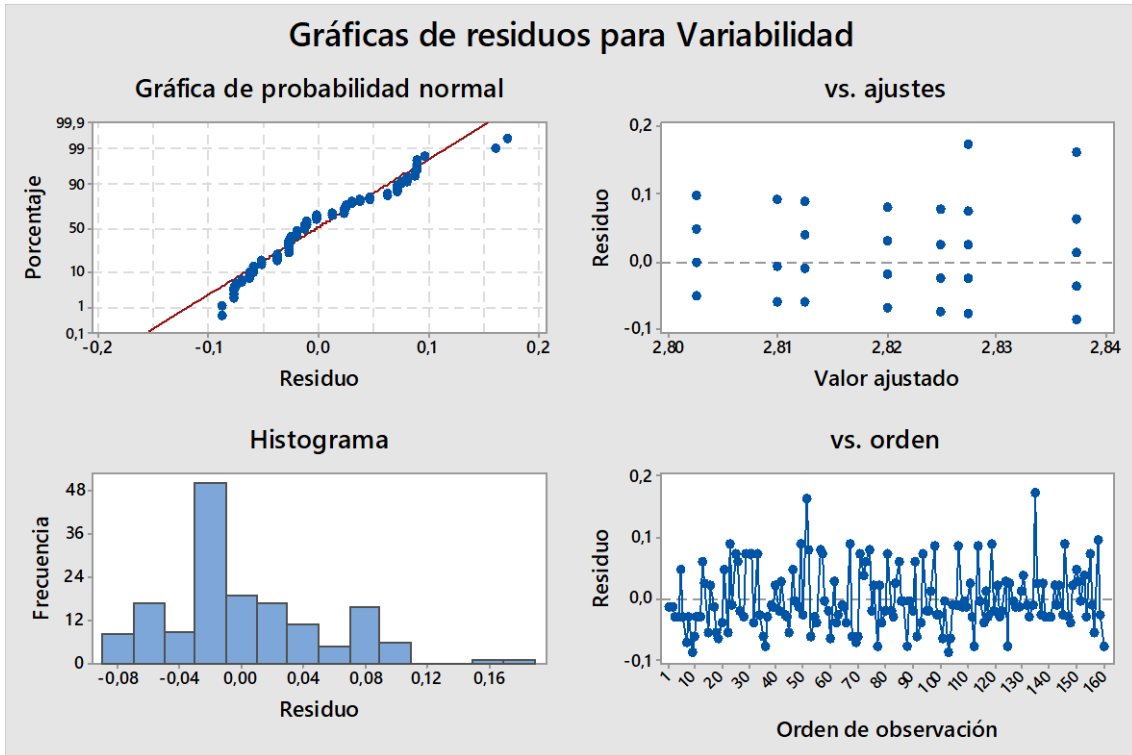 Gráficas de residuos para Variabilidad
Gráfica de probabilidad normal
99,9
99
90
50
10
1
0,1
Porcentaje
-0,2 -0,1 0,0 0,1 0,2
Residuo
vs. ajustes
0,2
0,1
0,0
-0,1
Residuo
2,80 2,81 2,82 2,83 2,84
Valor ajustado
Histograma
48
36
24
12
0
Frecuencia
-0,08 -0,04 0,00 0,04 0,08 0,12 0,16
Residuo
vs. orden
0,2
0,1
0,0
-0,1
Residuo
1 10 20 30 40 50 60 70 80 90 100 110 120 130 140 150 160
Orden de observación